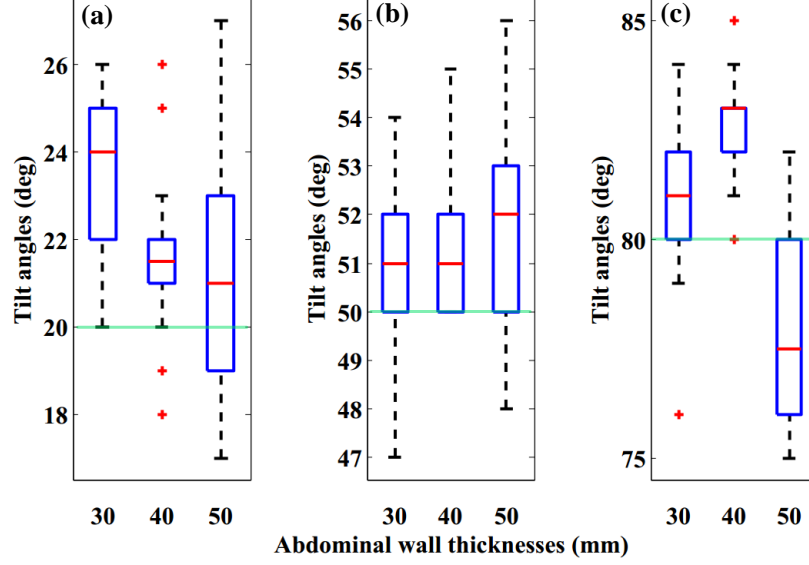 (a)
(b)
(c)
Tilt angles (deg)
26
24
22
20
18
30 40 50
Tilt angles (deg)
56
55
54
53
52
51
50
49
48
47
30 40 50
Tilt angles (deg)
85
80
75
30 40 50
Abdominal wall thicknesses (mm)